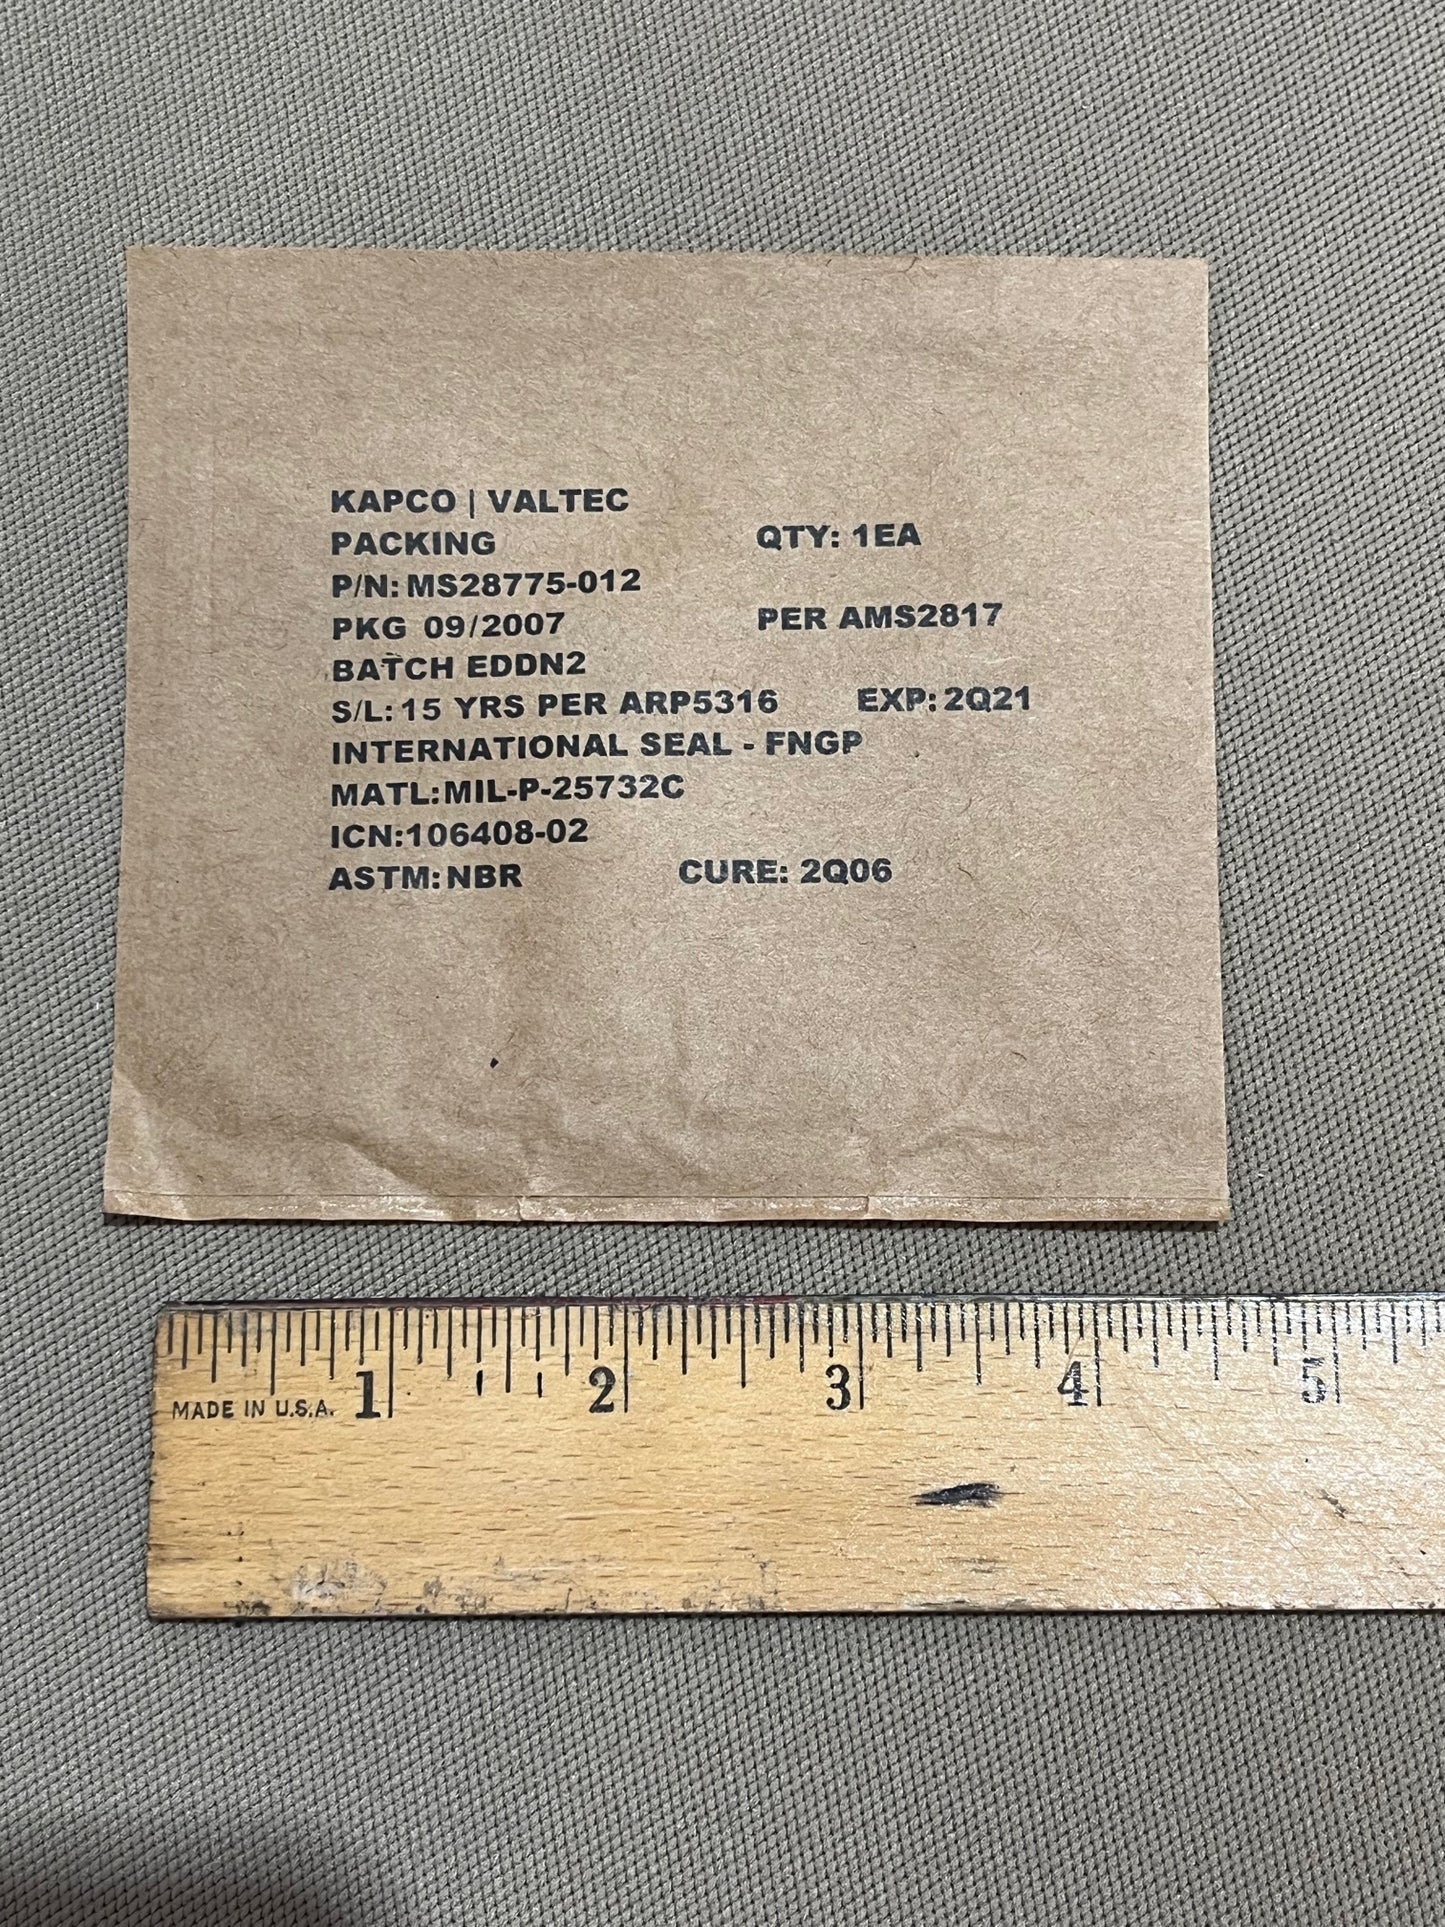 KAPCO | VALTEC
PACKING QTY: 1EA
P/N: MS28775-012
PKG 09/2007 PER AMS2817
BATCH EDDN2
S/L: 15 YRS PER ARP5316 EXP: 2Q21
INTERNATIONAL SEAL - FNGP
MATL: MIL-P-25732C
ICN: 106408-02
ASTM: NBR CURE: 2Q06
1 2 3 4 5
MADE IN U.S.A.